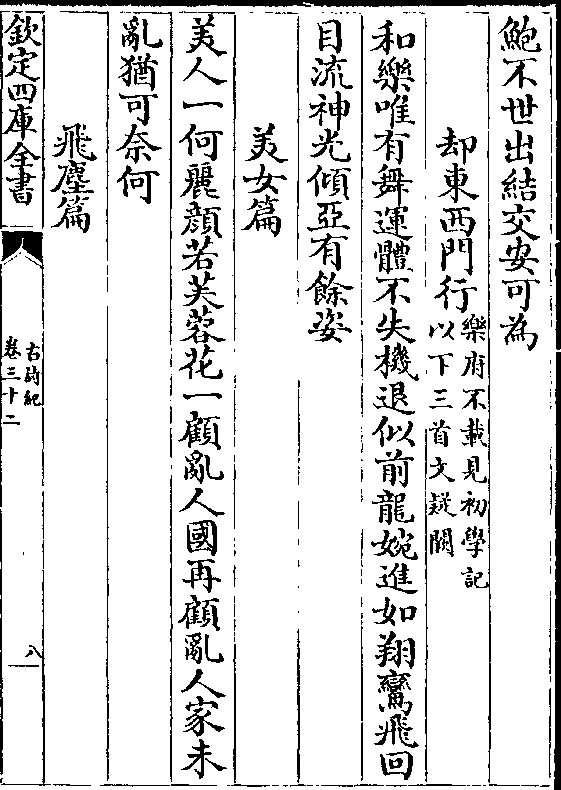 鮑不世出結交安可為
却東西門行樂府不載見初學記
以下三首文疑闕
和樂唯有舞運體不失機退似前龍婉進如翔鸞飛回
目流神光傾亞有餘姿
美女篇
美人一何麗顔若芙蓉花一顧亂人國再顧亂人家未
亂猶可奈何
飛塵篇
欽定四庫全書
古詩紀
卷三十二
八